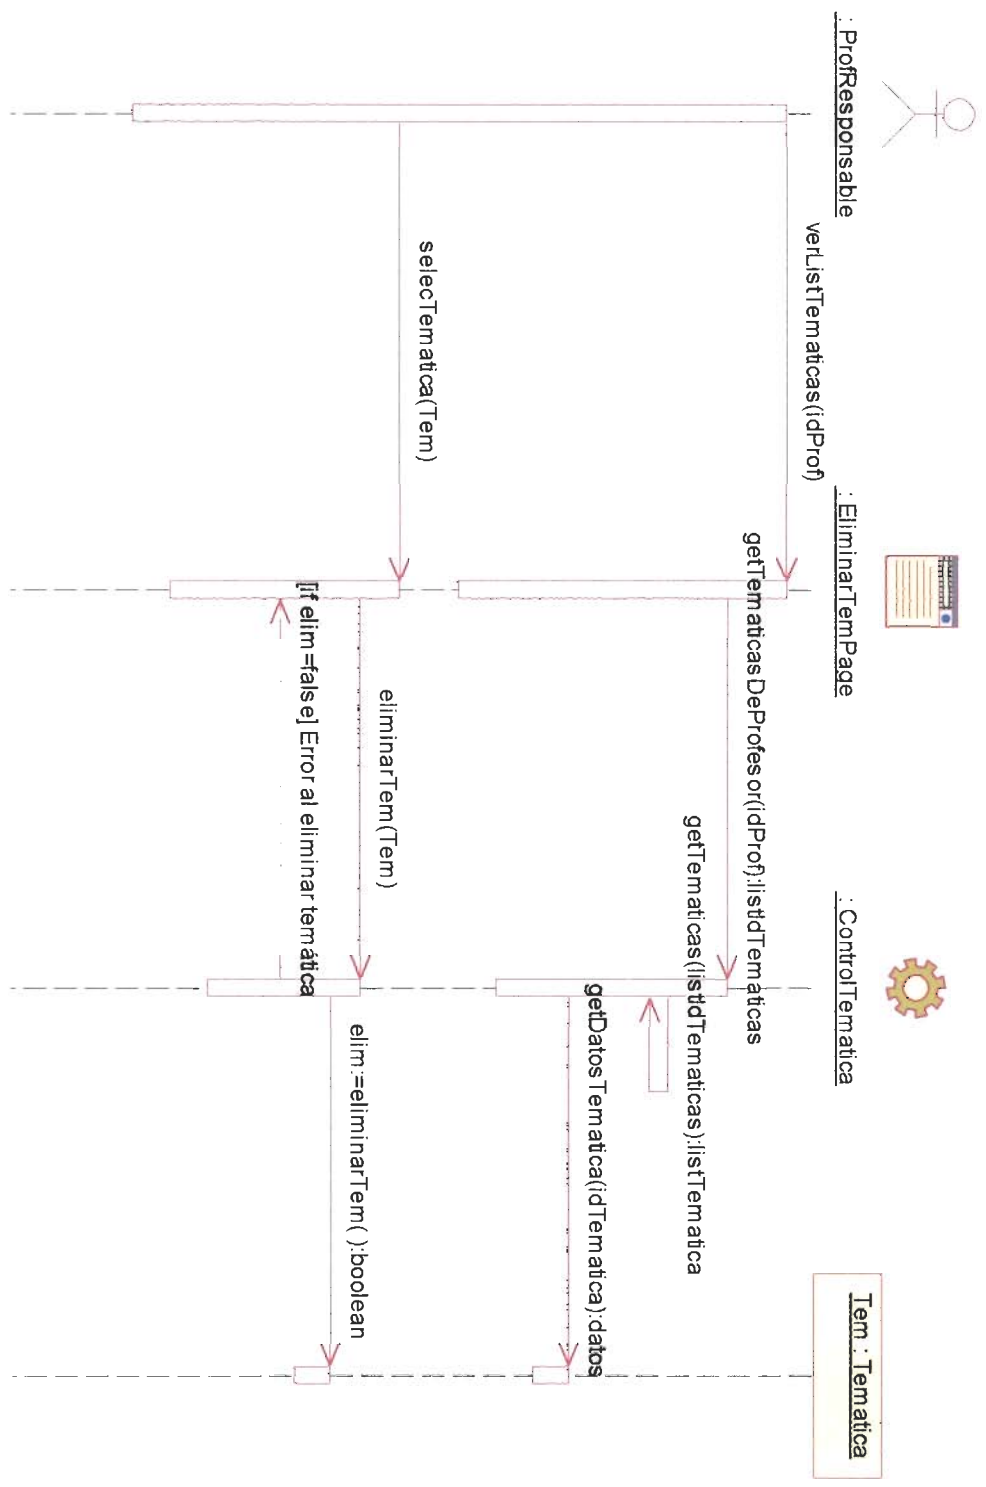 : ProfResponsable
: EliminarTemPage
: ControlTematica
Tem : Tematica
verListTematicas(idProf)
getTematicasDeProfesor(idProf):listIdTematicas
getTematicas(listIdTematicas):listTematica
getDatosTematica(idTematica):datos
selecTematica(Tem)
eliminarTem(Tem)
elim:=eliminarTem( ):boolean
[if elim=false] Error al eliminar temática